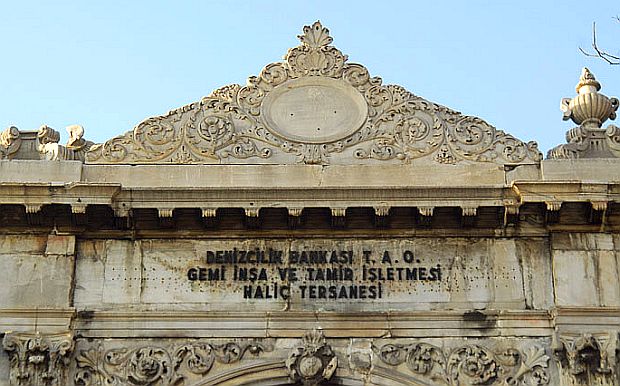 DENİZCİLİK BANKASI T. A. O.
GEMİ İNŞA VE TAMİR İŞLETMESİ
HALİÇ TERSANESİ